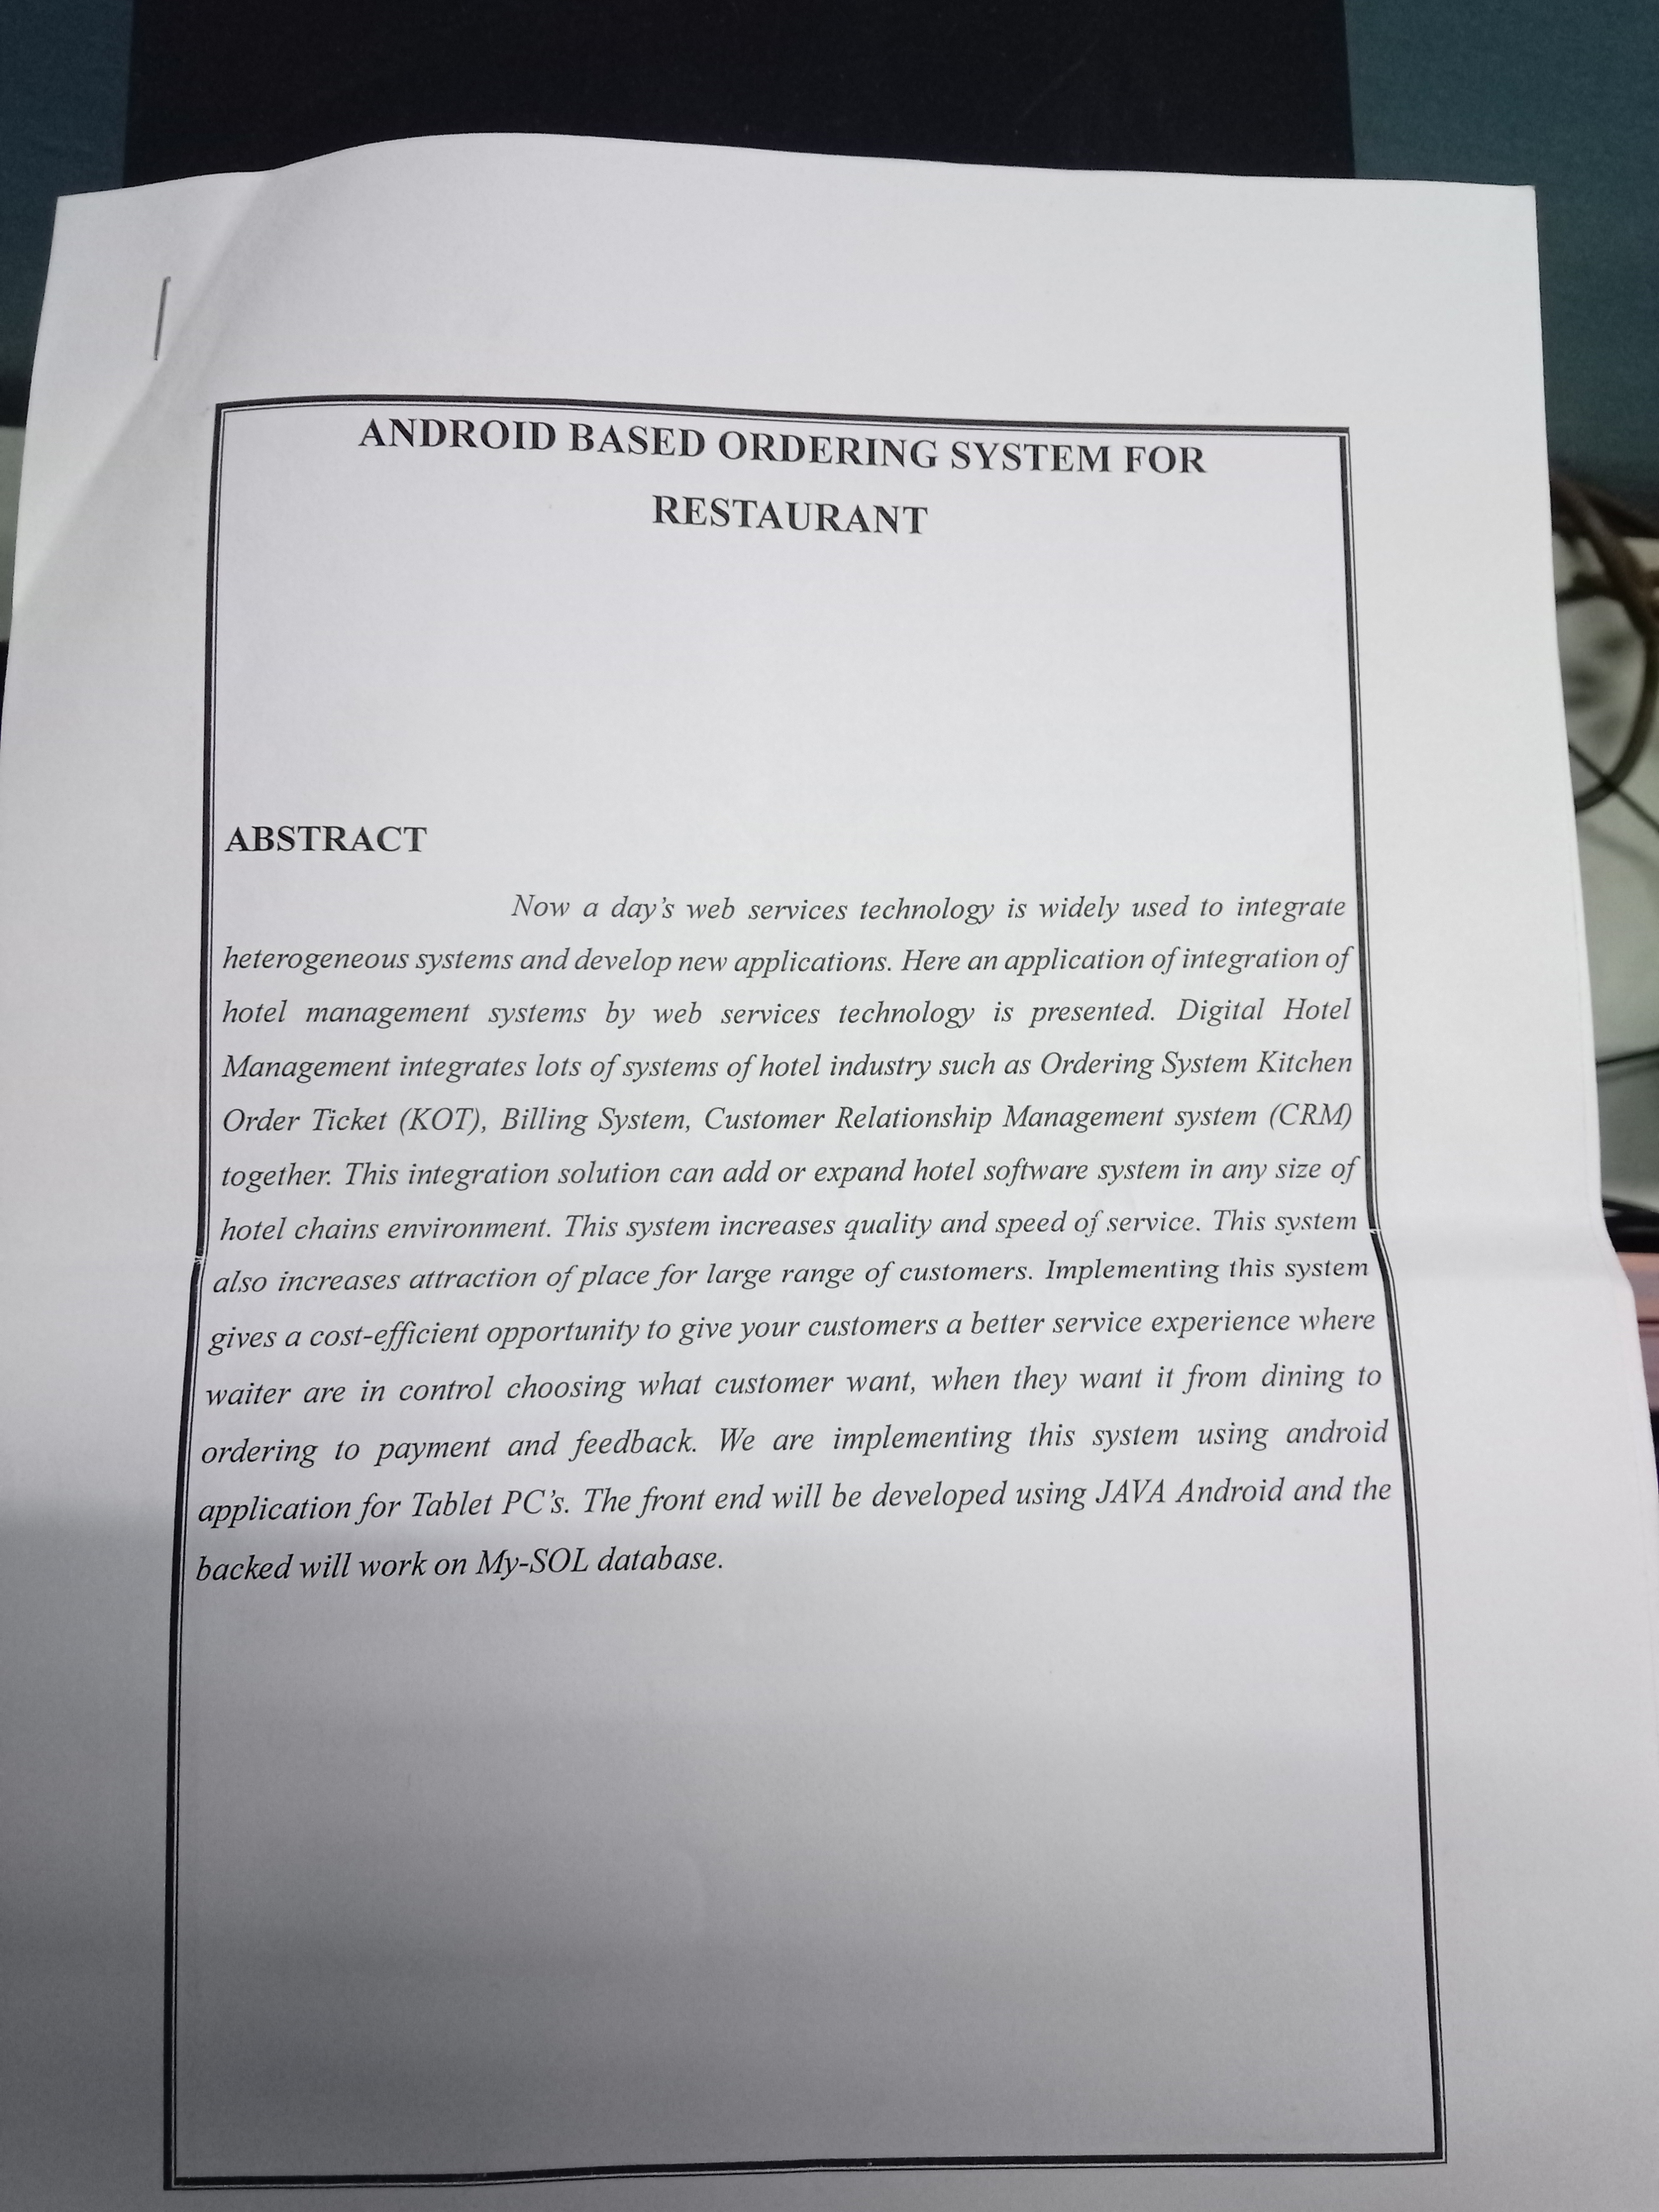 ANDROID BASED ORDERING SYSTEM FOR
RESTAURANT
ABSTRACT
Now a day’s web services technology is widely used to integrate
heterogeneous systems and develop new applications. Here an application of integration of
hotel management systems by web services technology is presented. Digital Hotel
Management integrates lots of systems of hotel industry such as Ordering System Kitchen
Order Ticket (KOT), Billing System, Customer Relationship Management system (CRM)
together. This integration solution can add or expand hotel software system in any size of
hotel chains environment. This system increases quality and speed of service. This system
also increases attraction of place for large range of customers. Implementing this system
gives a cost-efficient opportunity to give your customers a better service experience where
waiter are in control choosing what customer want, when they want it from dining to
ordering to payment and feedback. We are implementing this system using android
application for Tablet PC’s. The front end will be developed using JAVA Android and the
backed will work on My-SOL database.